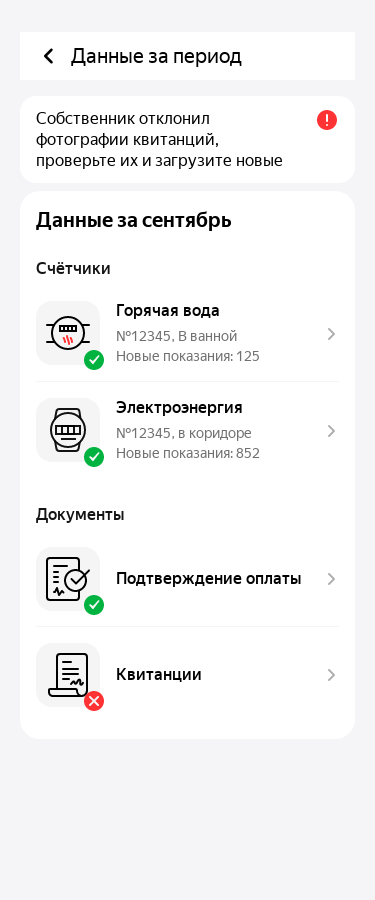 Данные за период
Собственник отклонил
фотографии квитанций,
проверьте их и загрузите новые
Данные за сентябрь
Счётчики
Горячая вода
№12345, В ванной
Новые показания: 125
Электроэнергия
№12345, в коридоре
Новые показания: 852
Документы
Подтверждение оплаты
Квитанции